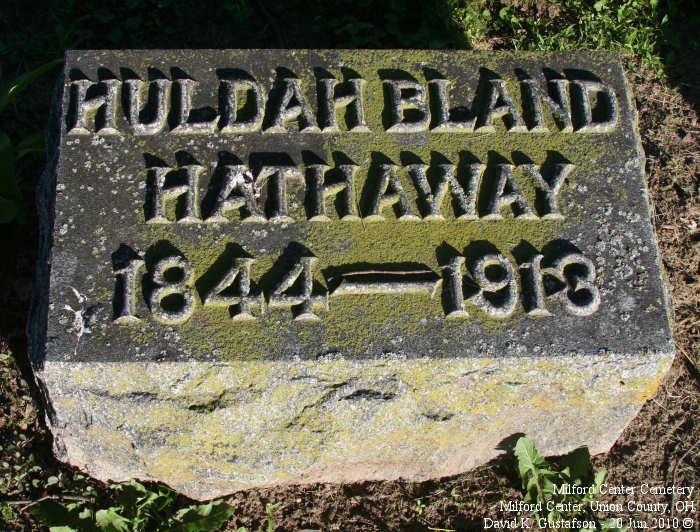 HULDAH BLAND
HATHAWAY
1844—1913
Milford Center Cemetery
Milford Center, Union County, OH
David K. Gustafson - 20 Jun 2010